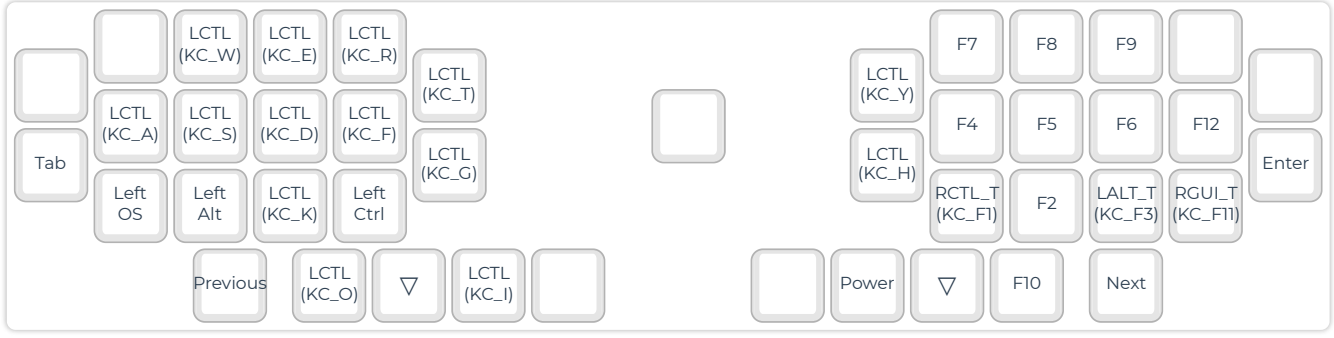 LCTL
(KC_W)
LCTL
(KC_E)
LCTL
(KC_R)
F7
F8
F9
LCTL
(KC_T)
LCTL
(KC_Y)
LCTL
(KC_A)
LCTL
(KC_S)
LCTL
(KC_D)
LCTL
(KC_F)
F4
F5
F6
F12
Tab
LCTL
(KC_G)
LCTL
(KC_H)
Enter
Left
OS
Left
Alt
LCTL
(KC_K)
Left
Ctrl
RCTL_T
(KC_F1)
F2
LALT_T
(KC_F3)
RGUI_T
(KC_F11)
Previous
LCTL
(KC_O)
▽
LCTL
(KC_I)
Power
▽
F10
Next